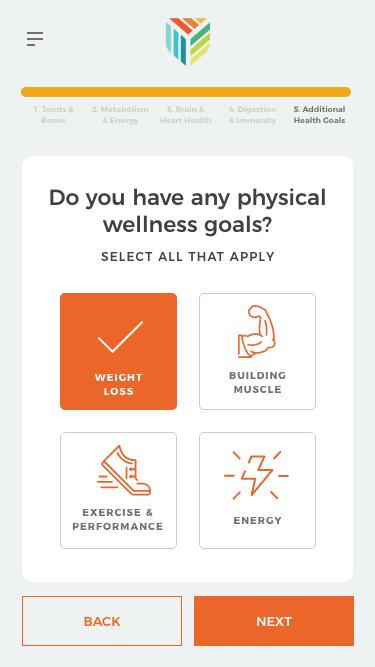 1. Joints & Bones
2. Metabolism & Energy
3. Brain & Heart Health
4. Digestion & Immunity
5. Additional Health Goals
Do you have any physical
wellness goals?
SELECT ALL THAT APPLY
WEIGHT
LOSS
BUILDING
MUSCLE
EXERCISE &
PERFORMANCE
ENERGY
BACK
NEXT